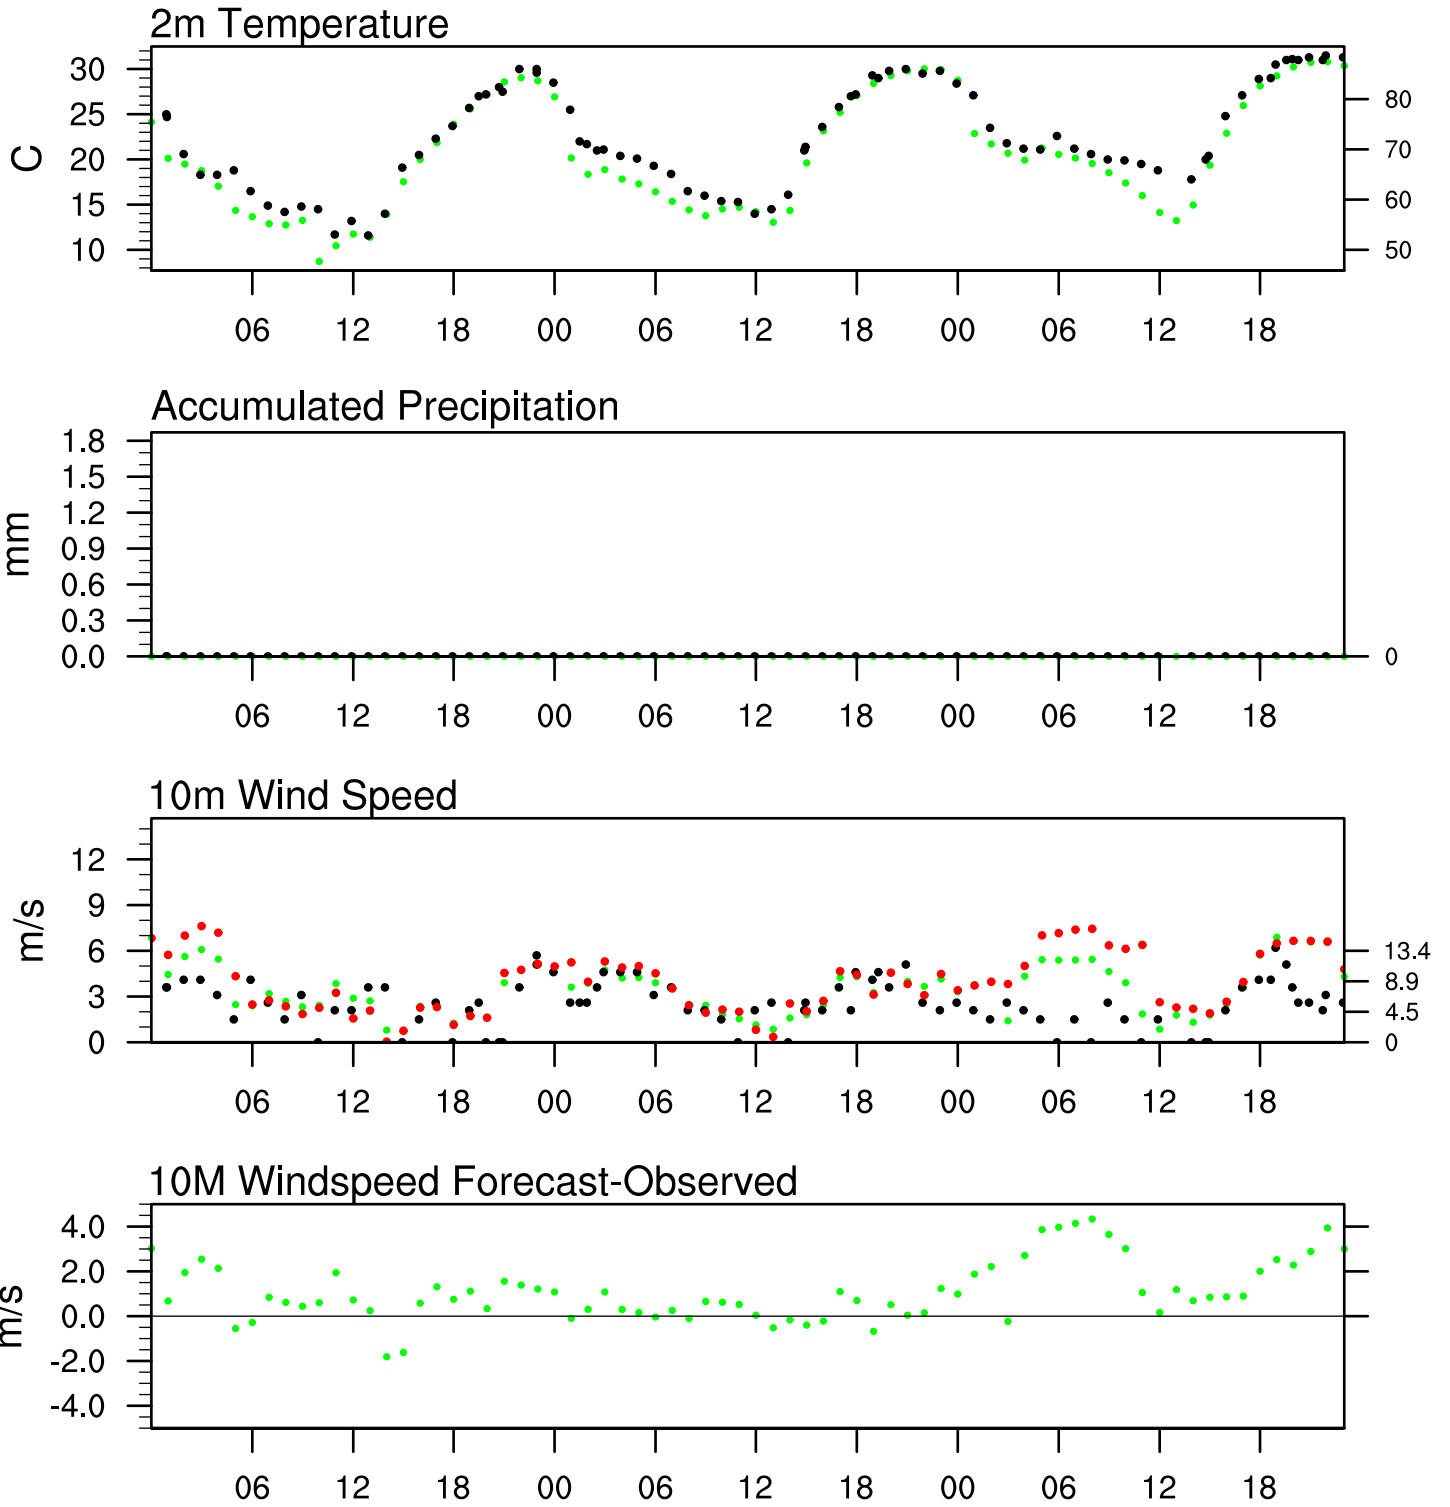 2m Temperature
30
25
20
15
10
C
80
70
60
50
06 12 18 00 06 12 18 00 06 12 18
Accumulated Precipitation
1.8
1.5
1.2
0.9
0.6
0.3
0.0
mm
0
06 12 18 00 06 12 18 00 06 12 18
10m Wind Speed
12
9
6
3
0
m/s
13.4
8.9
4.5
0
06 12 18 00 06 12 18 00 06 12 18
10M Windspeed Forecast-Observed
4.0
2.0
0.0
-2.0
-4.0
m/s
06 12 18 00 06 12 18 00 06 12 18